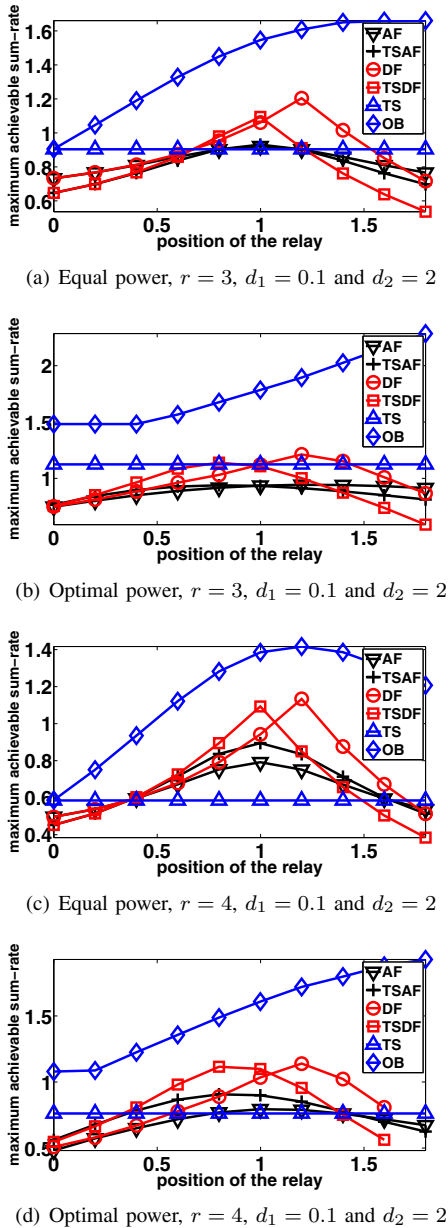 maximum achievable sum−rate
1.6
1.4
1.2
1
0.8
0.6
AF
TSAF
DF
TSDF
TS
OB
0
0.5
1
1.5
position of the relay
(a) Equal power, r = 3, d1 = 0.1 and d2 = 2
maximum achievable sum−rate
2
1.5
1
AF
TSAF
DF
TSDF
TS
OB
0
0.5
1
1.5
position of the relay
(b) Optimal power, r = 3, d1 = 0.1 and d2 = 2
maximum achievable sum−rate
1.4
1.2
1
0.8
0.6
0.4
AF
TSAF
DF
TSDF
TS
OB
0
0.5
1
1.5
position of the relay
(c) Equal power, r = 4, d1 = 0.1 and d2 = 2
maximum achievable sum−rate
1.5
1
0.5
AF
TSAF
DF
TSDF
TS
OB
0
0.5
1
1.5
position of the relay
(d) Optimal power, r = 4, d1 = 0.1 and d2 = 2